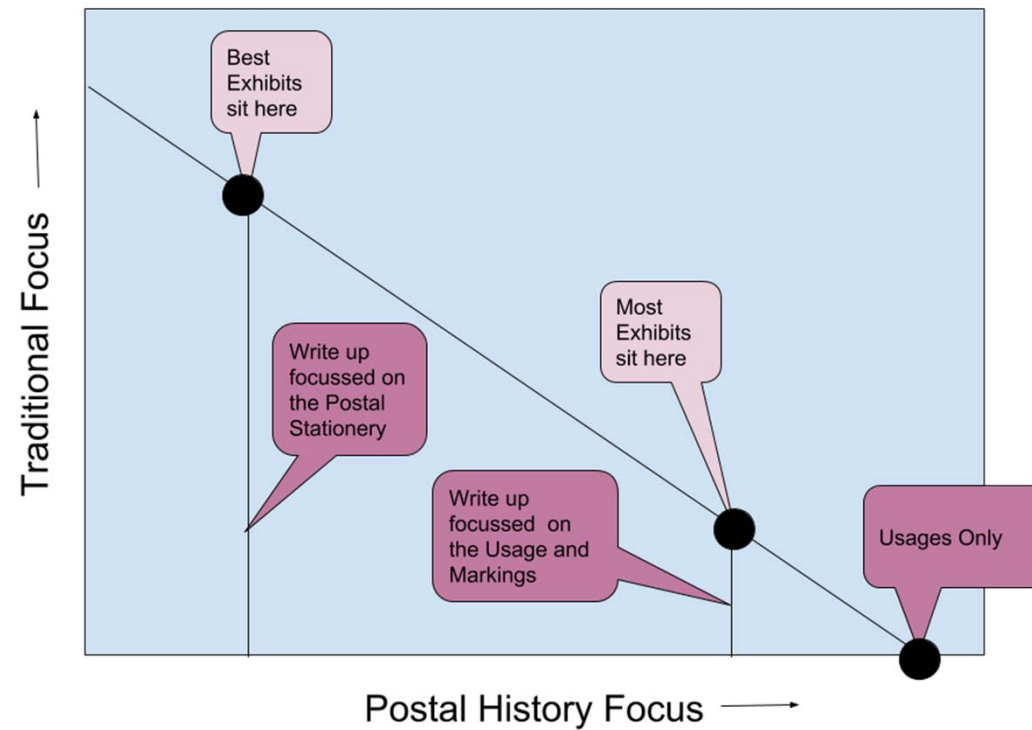 Best
Exhibits
sit here
Traditional Focus
Write up
focussed on
the Postal
Stationery
Most
Exhibits
sit here
Write up
focussed on
the Usage and
Markings
Usages Only
Postal History Focus